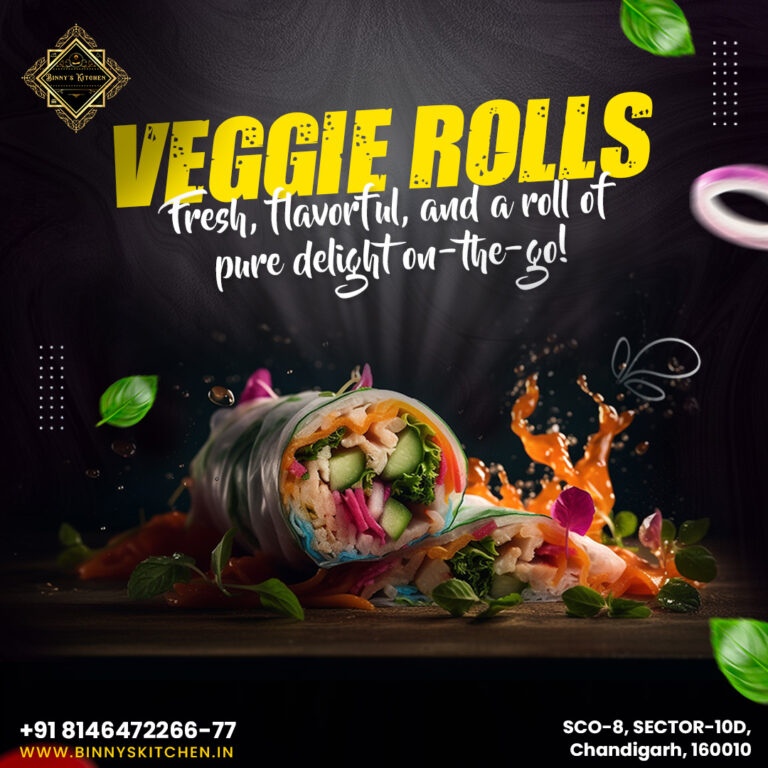 BINNY'S KITCHEN
VEGGIE ROLLS
Fresh, flavorful, and a roll of
pure delight on-the-go!
+91 8146472266-77
WWW.BINNYSKITCHEN.IN
SCO-8, SECTOR-10D,
Chandigarh, 160010